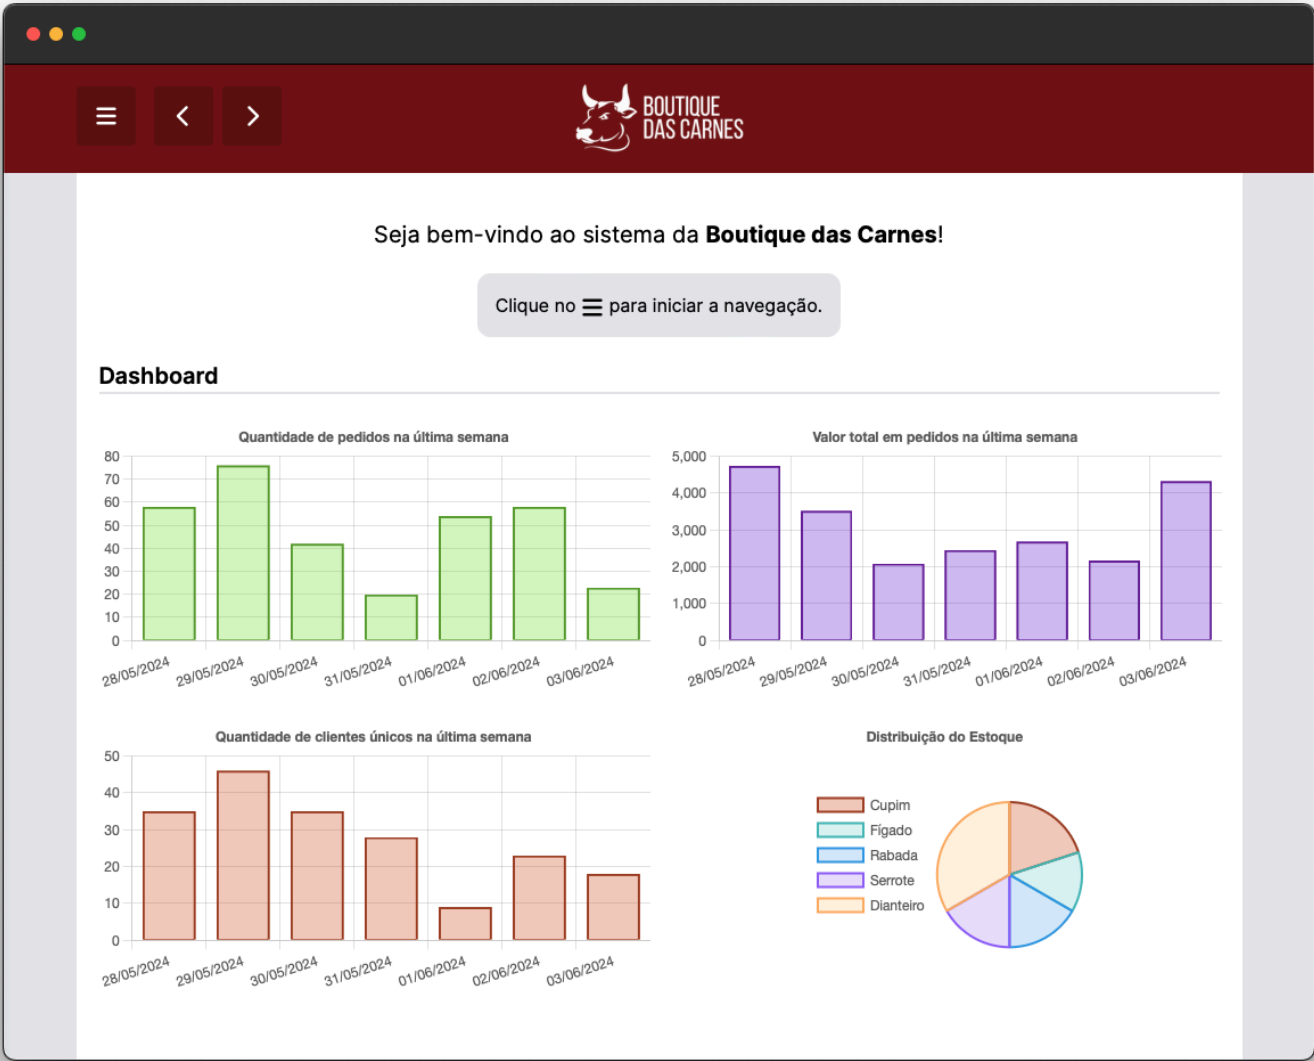 BOUTIQUE
DAS CARNES
Seja bem-vindo ao sistema da Boutique das Carnes!
Clique no ☰ para iniciar a navegação.
Dashboard
Quantidade de pedidos na última semana
80
70
60
50
40
30
20
10
0
28/05/2024 29/05/2024 30/05/2024 31/05/2024 01/06/2024 02/06/2024 03/06/2024
Valor total em pedidos na última semana
5,000
4,000
3,000
2,000
1,000
0
28/05/2024 29/05/2024 30/05/2024 31/05/2024 01/06/2024 02/06/2024 03/06/2024
Quantidade de clientes únicos na última semana
50
40
30
20
10
0
28/05/2024 29/05/2024 30/05/2024 31/05/2024 01/06/2024 02/06/2024 03/06/2024
Distribuição do Estoque
Cupim
Fígado
Rabada
Serrote
Dianteiro